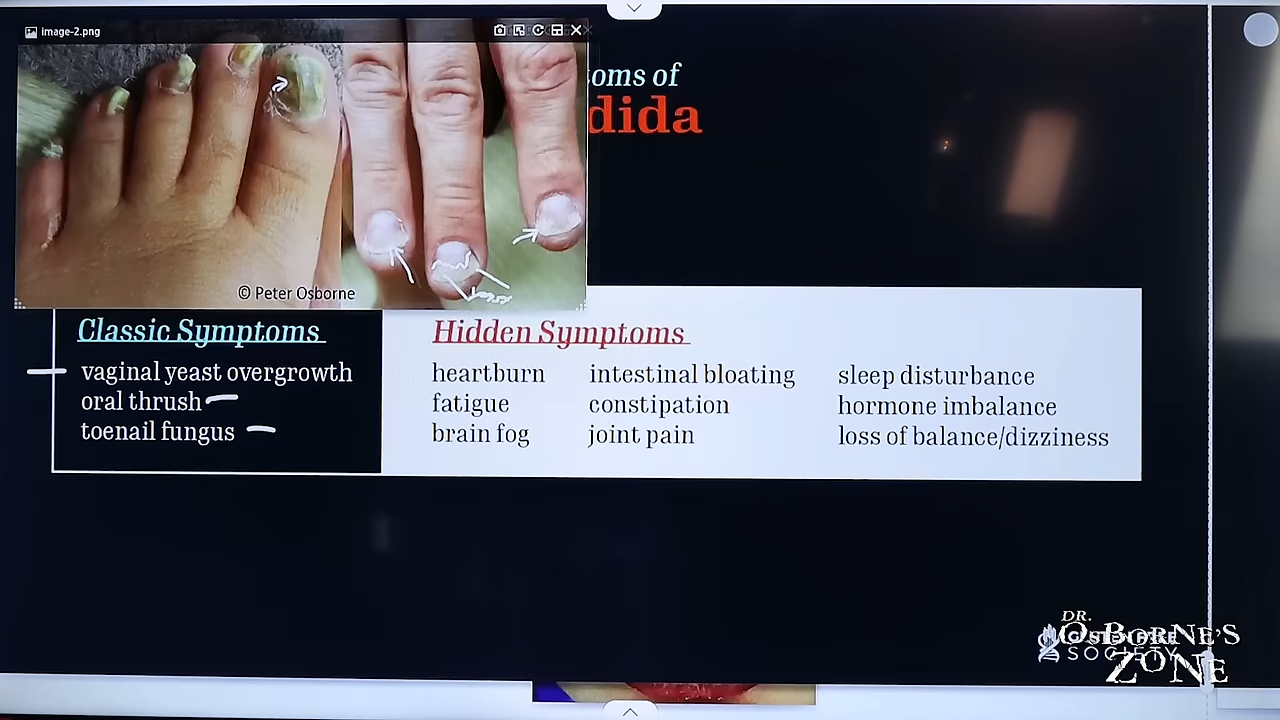 image-2.png
oms of
dida
© Peter Osborne
Classic Symptoms
vaginal yeast overgrowth
oral thrush
toenail fungus
Hidden Symptoms
heartburn intestinal bloating sleep disturbance
fatigue constipation hormone imbalance
brain fog joint pain loss of balance/dizziness
DR.
OSBORNE'S
ZONE
SOCIETY